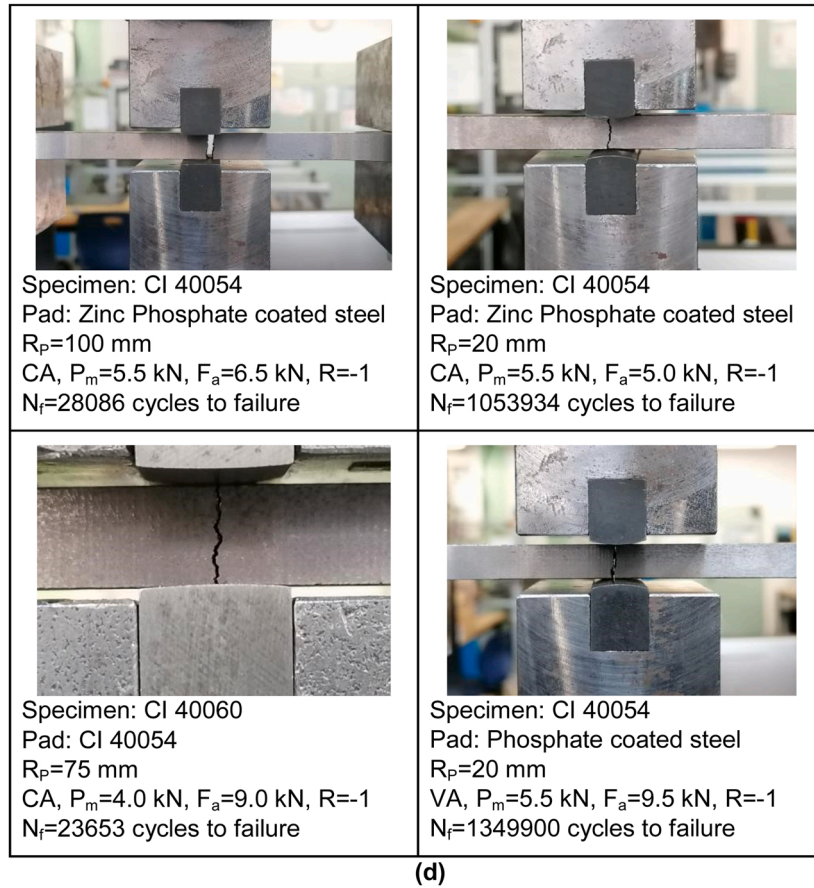 Specimen: CI 40054
Pad: Zinc Phosphate coated steel
Rₚ=100 mm
CA, Pₘ=5.5 kN, Fₐ=6.5 kN, R=-1
N_f=28086 cycles to failure
Specimen: CI 40054
Pad: Zinc Phosphate coated steel
Rₚ=20 mm
CA, Pₘ=5.5 kN, Fₐ=5.0 kN, R=-1
N_f=1053934 cycles to failure
Specimen: CI 40060
Pad: CI 40054
Rₚ=75 mm
CA, Pₘ=4.0 kN, Fₐ=9.0 kN, R=-1
N_f=23653 cycles to failure
Specimen: CI 40054
Pad: Phosphate coated steel
Rₚ=20 mm
VA, Pₘ=5.5 kN, Fₐ=9.5 kN, R=-1
N_f=1349900 cycles to failure
(d)